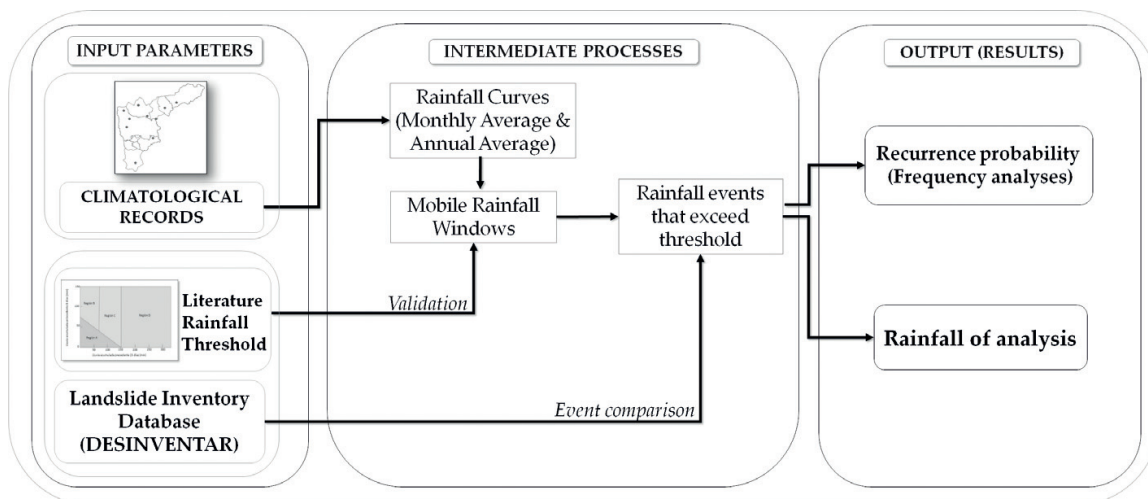 INPUT PARAMETERS
CLIMATOLOGICAL
RECORDS
Literature
Rainfall
Threshold
Landslide Inventory
Database
(DESINVENTAR)
INTERMEDIATE PROCESSES
Rainfall Curves
(Monthly Average &
Annual Average)
Mobile Rainfall
Windows
Rainfall events
that exceed
threshold
Validation
Event comparison
OUTPUT (RESULTS)
Recurrence probability
(Frequency analyses)
Rainfall of analysis